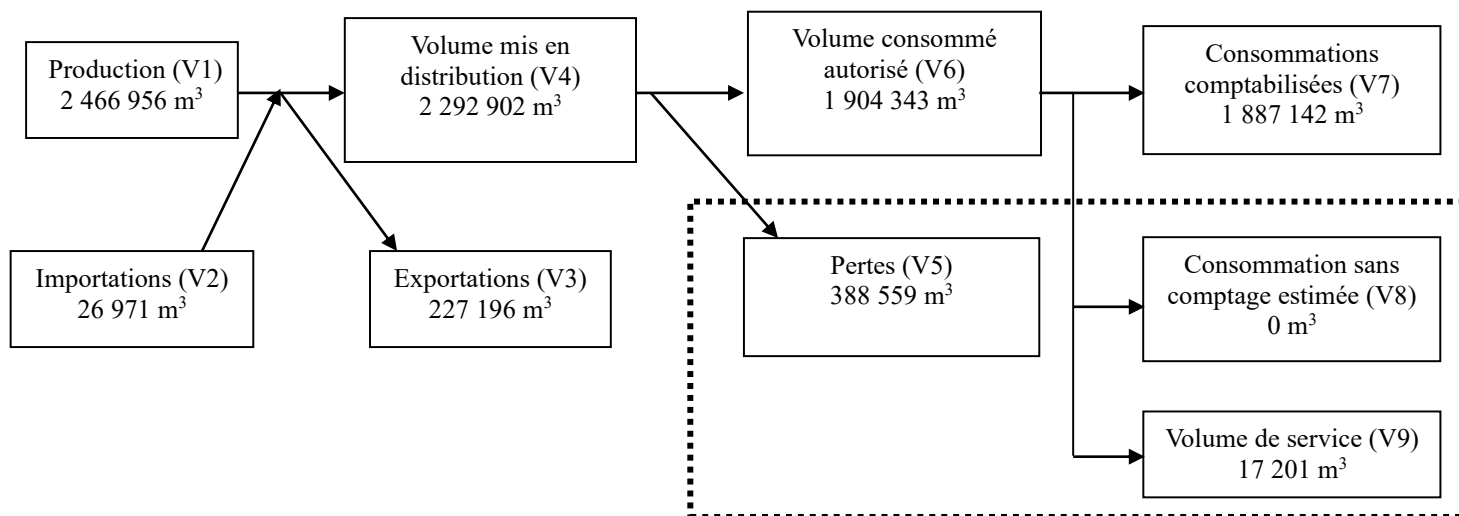 Production (V1)
2 466 956 m³
Volume mis en
distribution (V4)
2 292 902 m³
Volume consommé
autorisé (V6)
1 904 343 m³
Consommations
comptabilisées (V7)
1 887 142 m³
Importations (V2)
26 971 m³
Exportations (V3)
227 196 m³
Pertes (V5)
388 559 m³
Consommation sans
comptage estimée (V8)
0 m³
Volume de service (V9)
17 201 m³